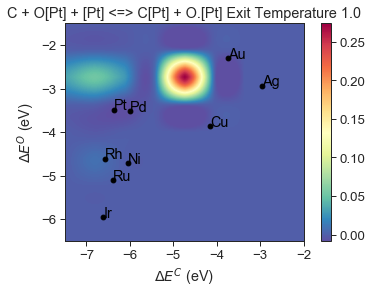 C + O[Pt] + [Pt] <=> C[Pt] + O.[Pt] Exit Temperature 1.0
−2
−3
−4
−5
−6
ΔE^O (eV)
Au
Ag
Pt
Pd
Cu
Rh
Ni
Ru
Ir
−7
−6
−5
−4
−3
−2
ΔE^C (eV)
0.25
0.20
0.15
0.10
0.05
0.00